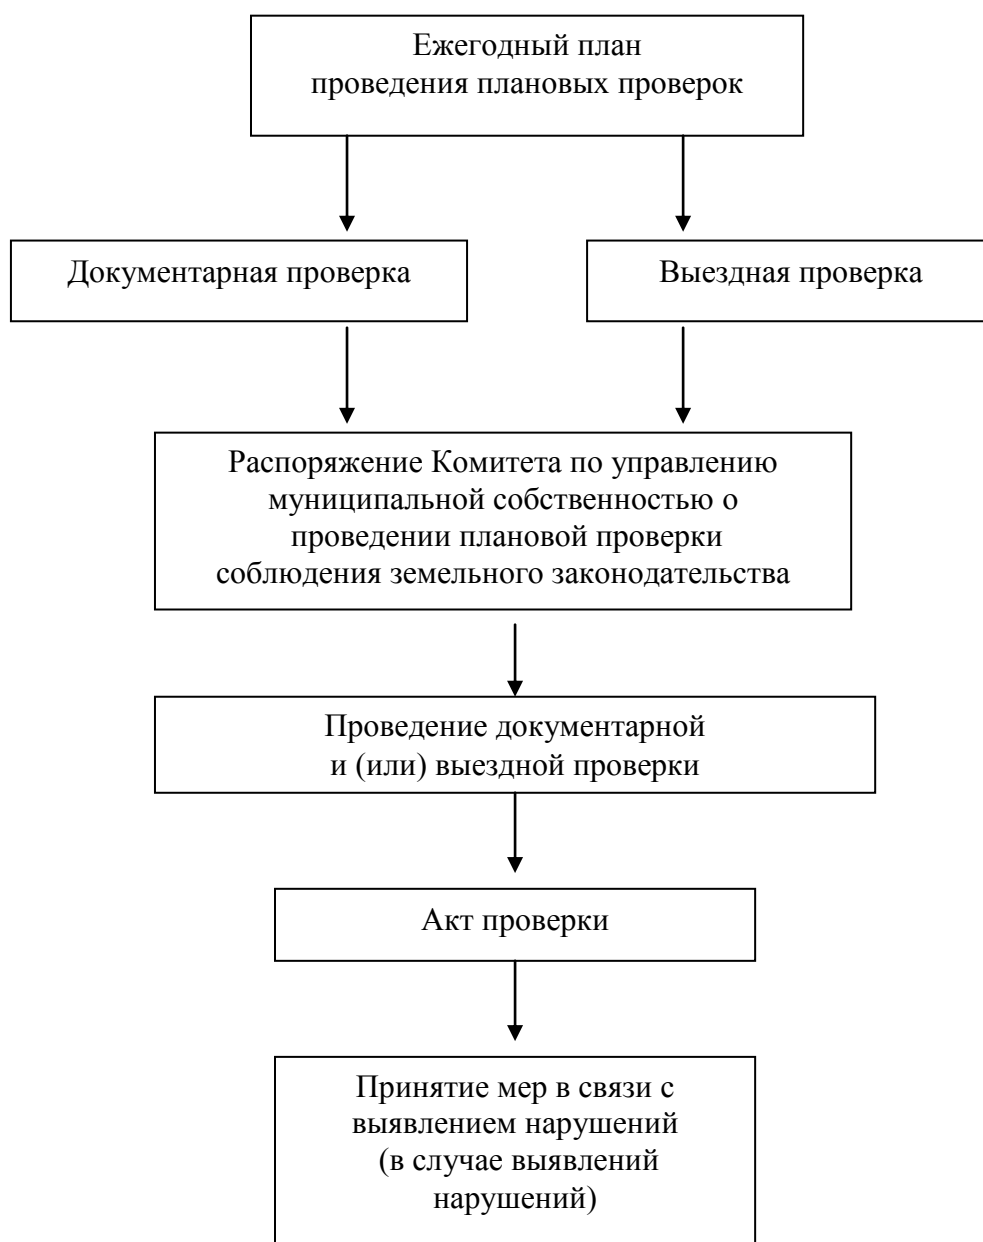 Ежегодный план
проведения плановых проверок
Документарная проверка
Выездная проверка
Распоряжение Комитета по управлению
муниципальной собственностью о
проведении плановой проверки
соблюдения земельного законодательства
Проведение документарной
и (или) выездной проверки
Акт проверки
Принятие мер в связи с
выявлением нарушений
(в случае выявлений
нарушений)